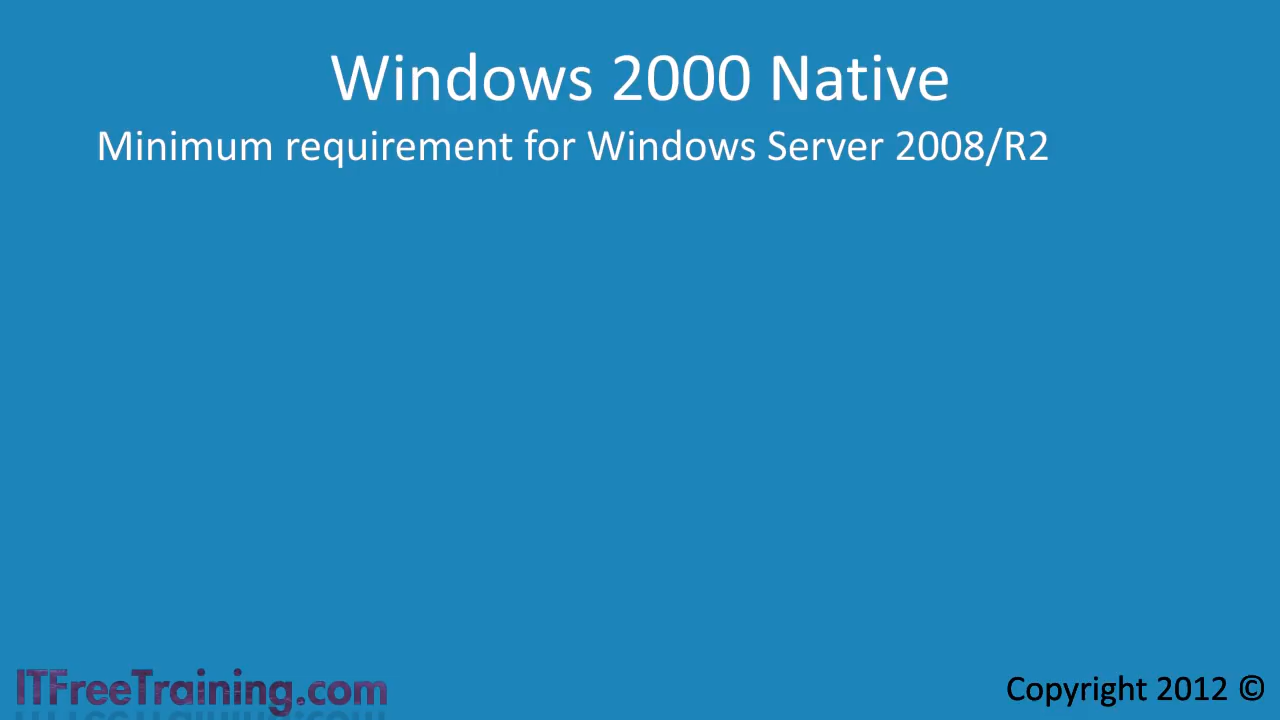 Windows 2000 Native
Minimum requirement for Windows Server 2008/R2
ITFreeTraining.com
Copyright 2012 ©